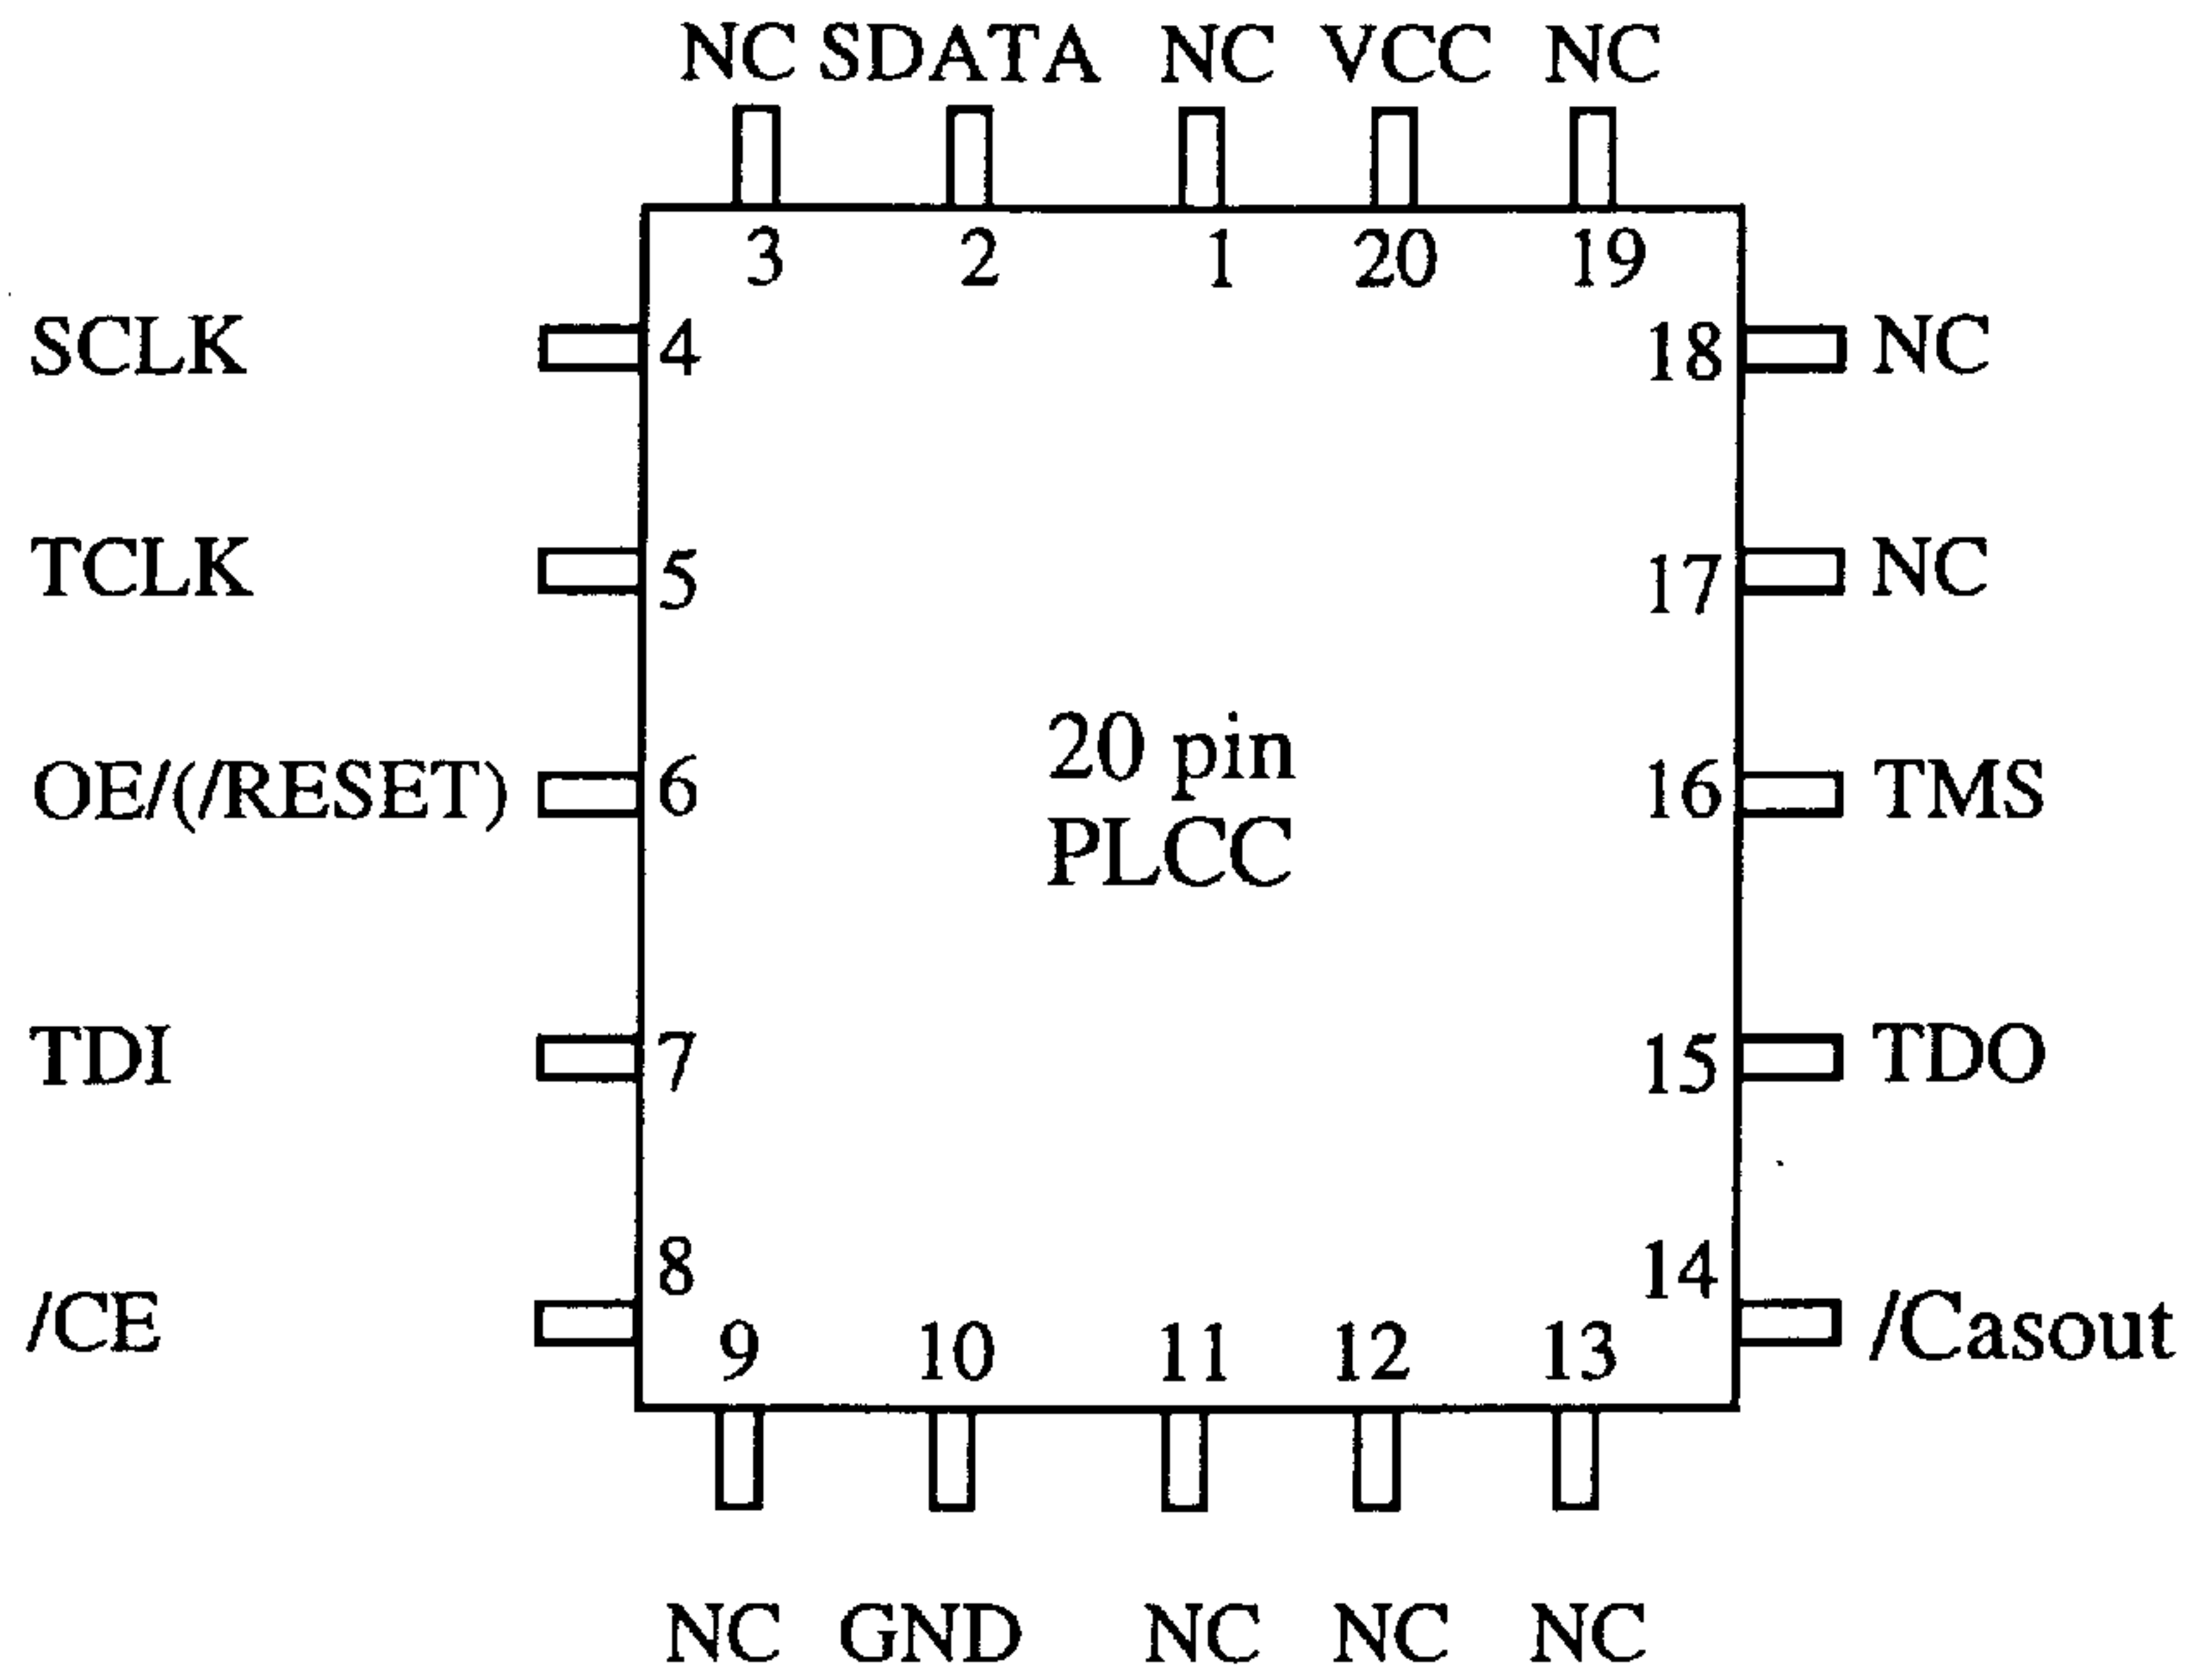 NC SDATA NC VCC NC
3 2 1 20 19
SCLK 4 18 NC
TCLK 5 17 NC
OE/(/RESET) 6 16 TMS
20 pin
PLCC
TDI 7 15 TDO
/CE 8 14 /Casout
9 10 11 12 13
NC GND NC NC NC